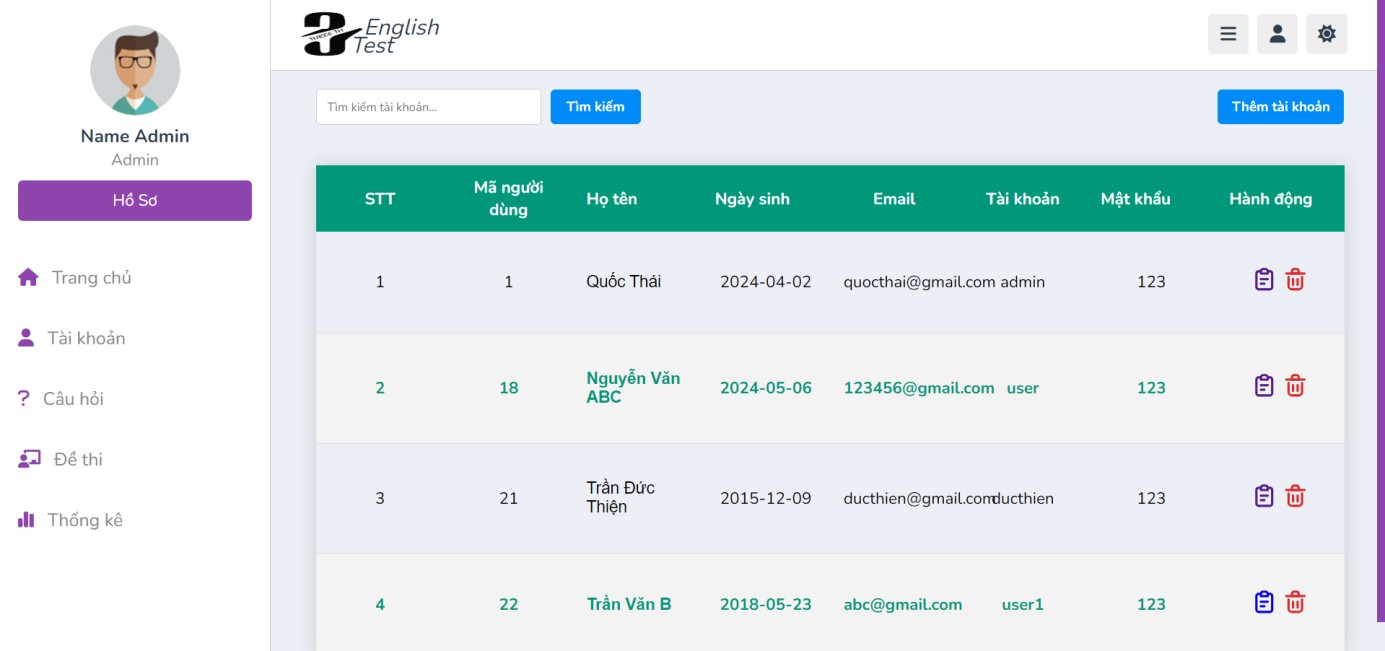 English
Test
Name Admin
Admin
Hồ Sơ
Trang chủ
Tài khoản
Câu hỏi
Đề thi
Thống kê
Tìm kiếm tài khoản...
Tìm kiếm
Thêm tài khoản
STT Mã người dùng Họ tên Ngày sinh Email Tài khoản Mật khẩu Hành động
1 1 Quốc Thái 2024-04-02 quocthai@gmail.com admin 123
2 18 Nguyễn Văn ABC 2024-05-06 123456@gmail.com user 123
3 21 Trần Đức Thiện 2015-12-09 ducthien@gmail.com ducthien 123
4 22 Trần Văn B 2018-05-23 abc@gmail.com user1 123